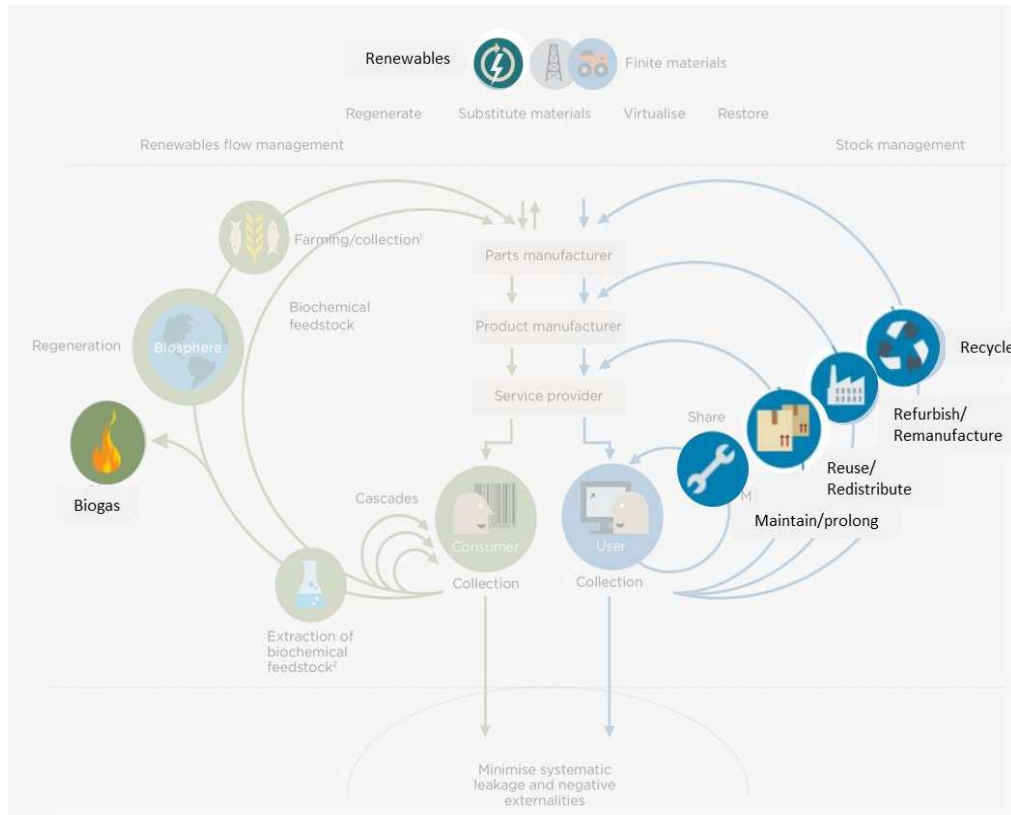 Renewables
Finite materials
Regenerate
Substitute materials
Virtualise
Restore
Renewables flow management
Stock management
Farming/collection¹
Parts manufacturer
Biochemical
feedstock
Product manufacturer
Regeneration
Biosphere
Recycle
Service provider
Share
Refurbish/
Remanufacture
Reuse/
Redistribute
Biogas
Cascades
M
Maintain/prolong
Consumer
User
Collection
Collection
Extraction of
biochemical
feedstock²
Minimise systematic
leakage and negative
externalities